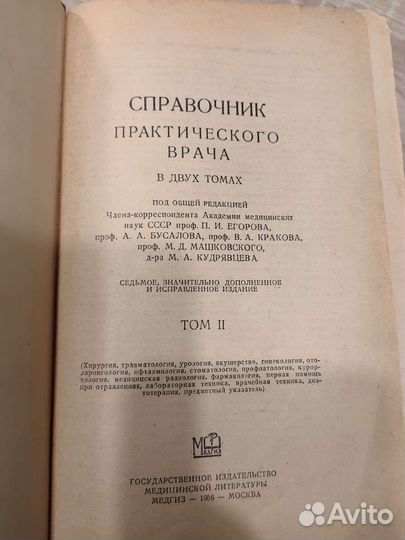 СПРАВОЧНИК
ПРАКТИЧЕСКОГО
ВРАЧА
В ДВУХ ТОМАХ
ПОД ОБЩЕЙ РЕДАКЦИЕЙ
Члена-корреспондента Академии медицинских
наук СССР проф. П. И. ЕГОРОВА,
проф. А. А. БУСАЛОВА, проф. В. А. КРАКОВА,
проф. М. Д. МАШКОВСКОГО,
д-ра М. А. КУДРЯВЦЕВА
СЕДЬМОЕ, ЗНАЧИТЕЛЬНО ДОПОЛНЕННОЕ
И ИСПРАВЛЕННОЕ ИЗДАНИЕ
ТОМ II
(Хирургия, травматология, урология, акушерство, гинекология, ото-
ларингология, офтальмология, стоматология, профпатология, курор-
тология, медицинская радиология, фармакология, первая помощь
при отравлениях, лабораторная техника, врачебная техника, дие-
тотерапия, предметный указатель)
МЕДГИЗ
ГОСУДАРСТВЕННОЕ ИЗДАТЕЛЬСТВО
МЕДИЦИНСКОЙ ЛИТЕРАТУРЫ
МЕДГИЗ — 1956 — МОСКВА
Avito